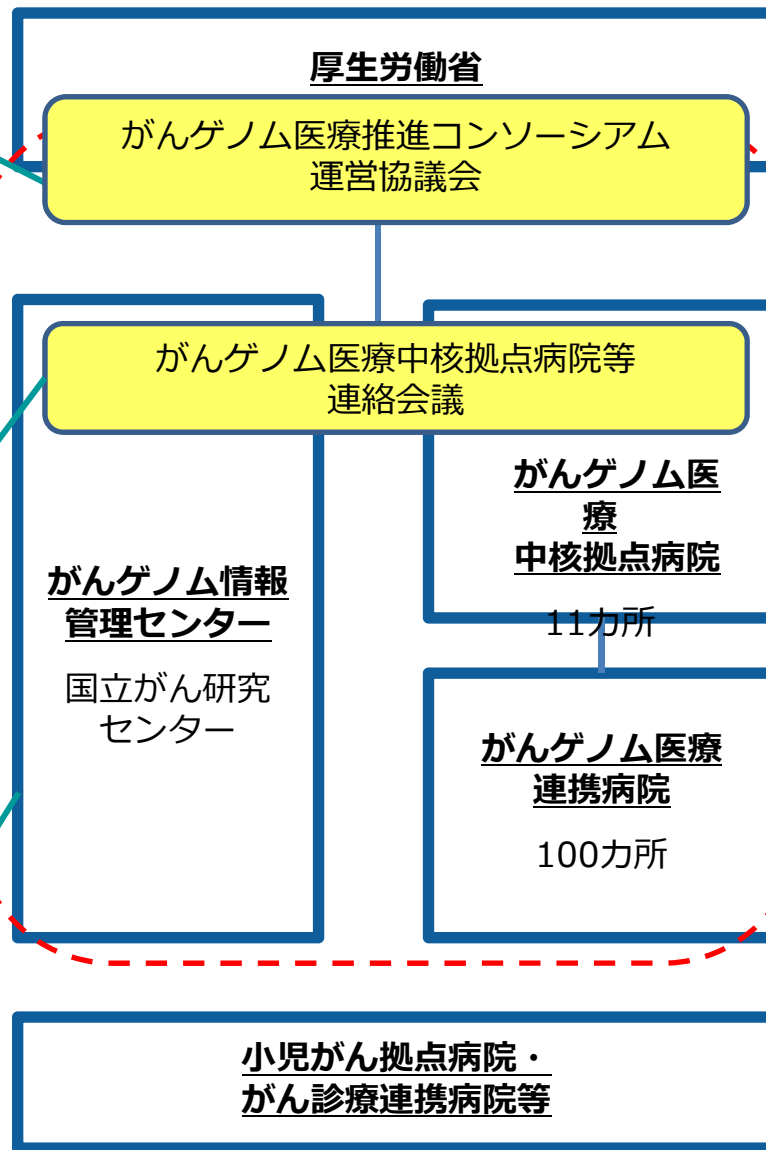 厚生労働省
がんゲノム医療推進コンソーシアム
運営協議会
がんゲノム医療中核拠点病院等
連絡会議
がんゲノム情報
管理センター
国立がん研究
センター
がんゲノム医
療
中核拠点病院
11カ所
がんゲノム医療
連携病院
100カ所
小児がん拠点病院・
がん診療連携病院等